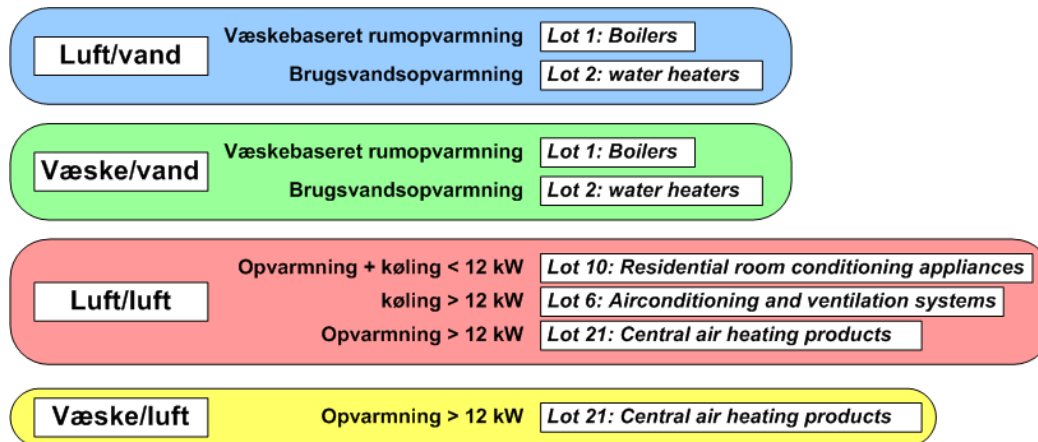 Luft/vand
Væskebaseret rumopvarmning Lot 1: Boilers
Brugsvandsopvarmning Lot 2: water heaters
Væske/vand
Væskebaseret rumopvarmning Lot 1: Boilers
Brugsvandsopvarmning Lot 2: water heaters
Luft/luft
Opvarmning + køling < 12 kW Lot 10: Residential room conditioning appliances
køling > 12 kW Lot 6: Airconditioning and ventilation systems
Opvarmning > 12 kW Lot 21: Central air heating products
Væske/luft
Opvarmning > 12 kW Lot 21: Central air heating products